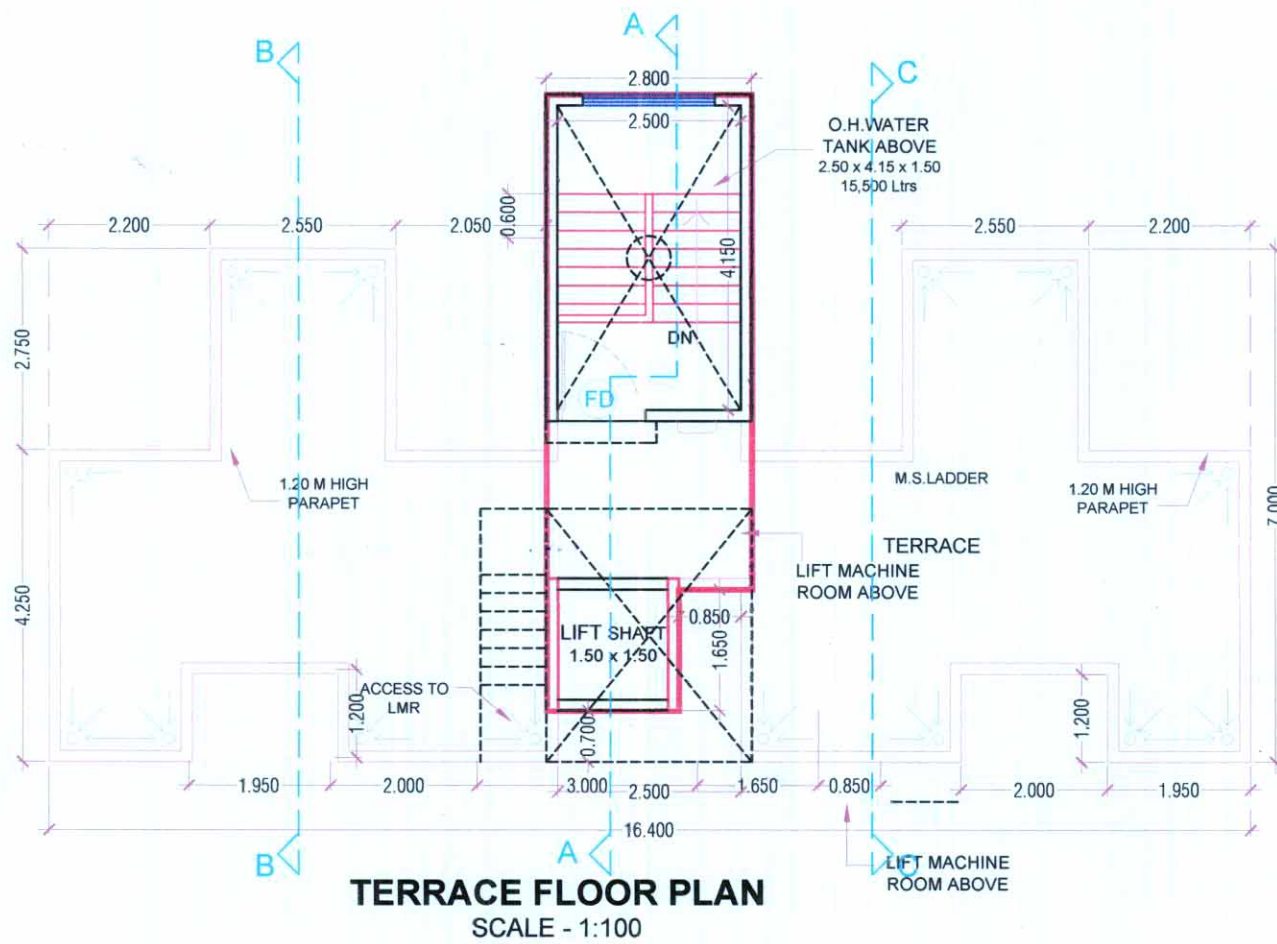 A
B
C
2.800
2.500
O.H.WATER
TANK ABOVE
2.50 x 4.15 x 1.50
15,500 Ltrs
2.200
2.550
2.050
0.600
2.550
2.200
4.150
2.750
DN
FD
1.20 M HIGH
PARAPET
M.S.LADDER
1.20 M HIGH
PARAPET
7.000
TERRACE
LIFT MACHINE
ROOM ABOVE
4.250
0.850
LIFT SHAFT
1.50 x 1.50
1.650
ACCESS TO
LMR
1.200
0.700
1.200
1.950
2.000
3.000
2.500
1.650
0.850
2.000
1.950
16.400
B
A
C
LIFT MACHINE
ROOM ABOVE
TERRACE FLOOR PLAN
SCALE - 1:100